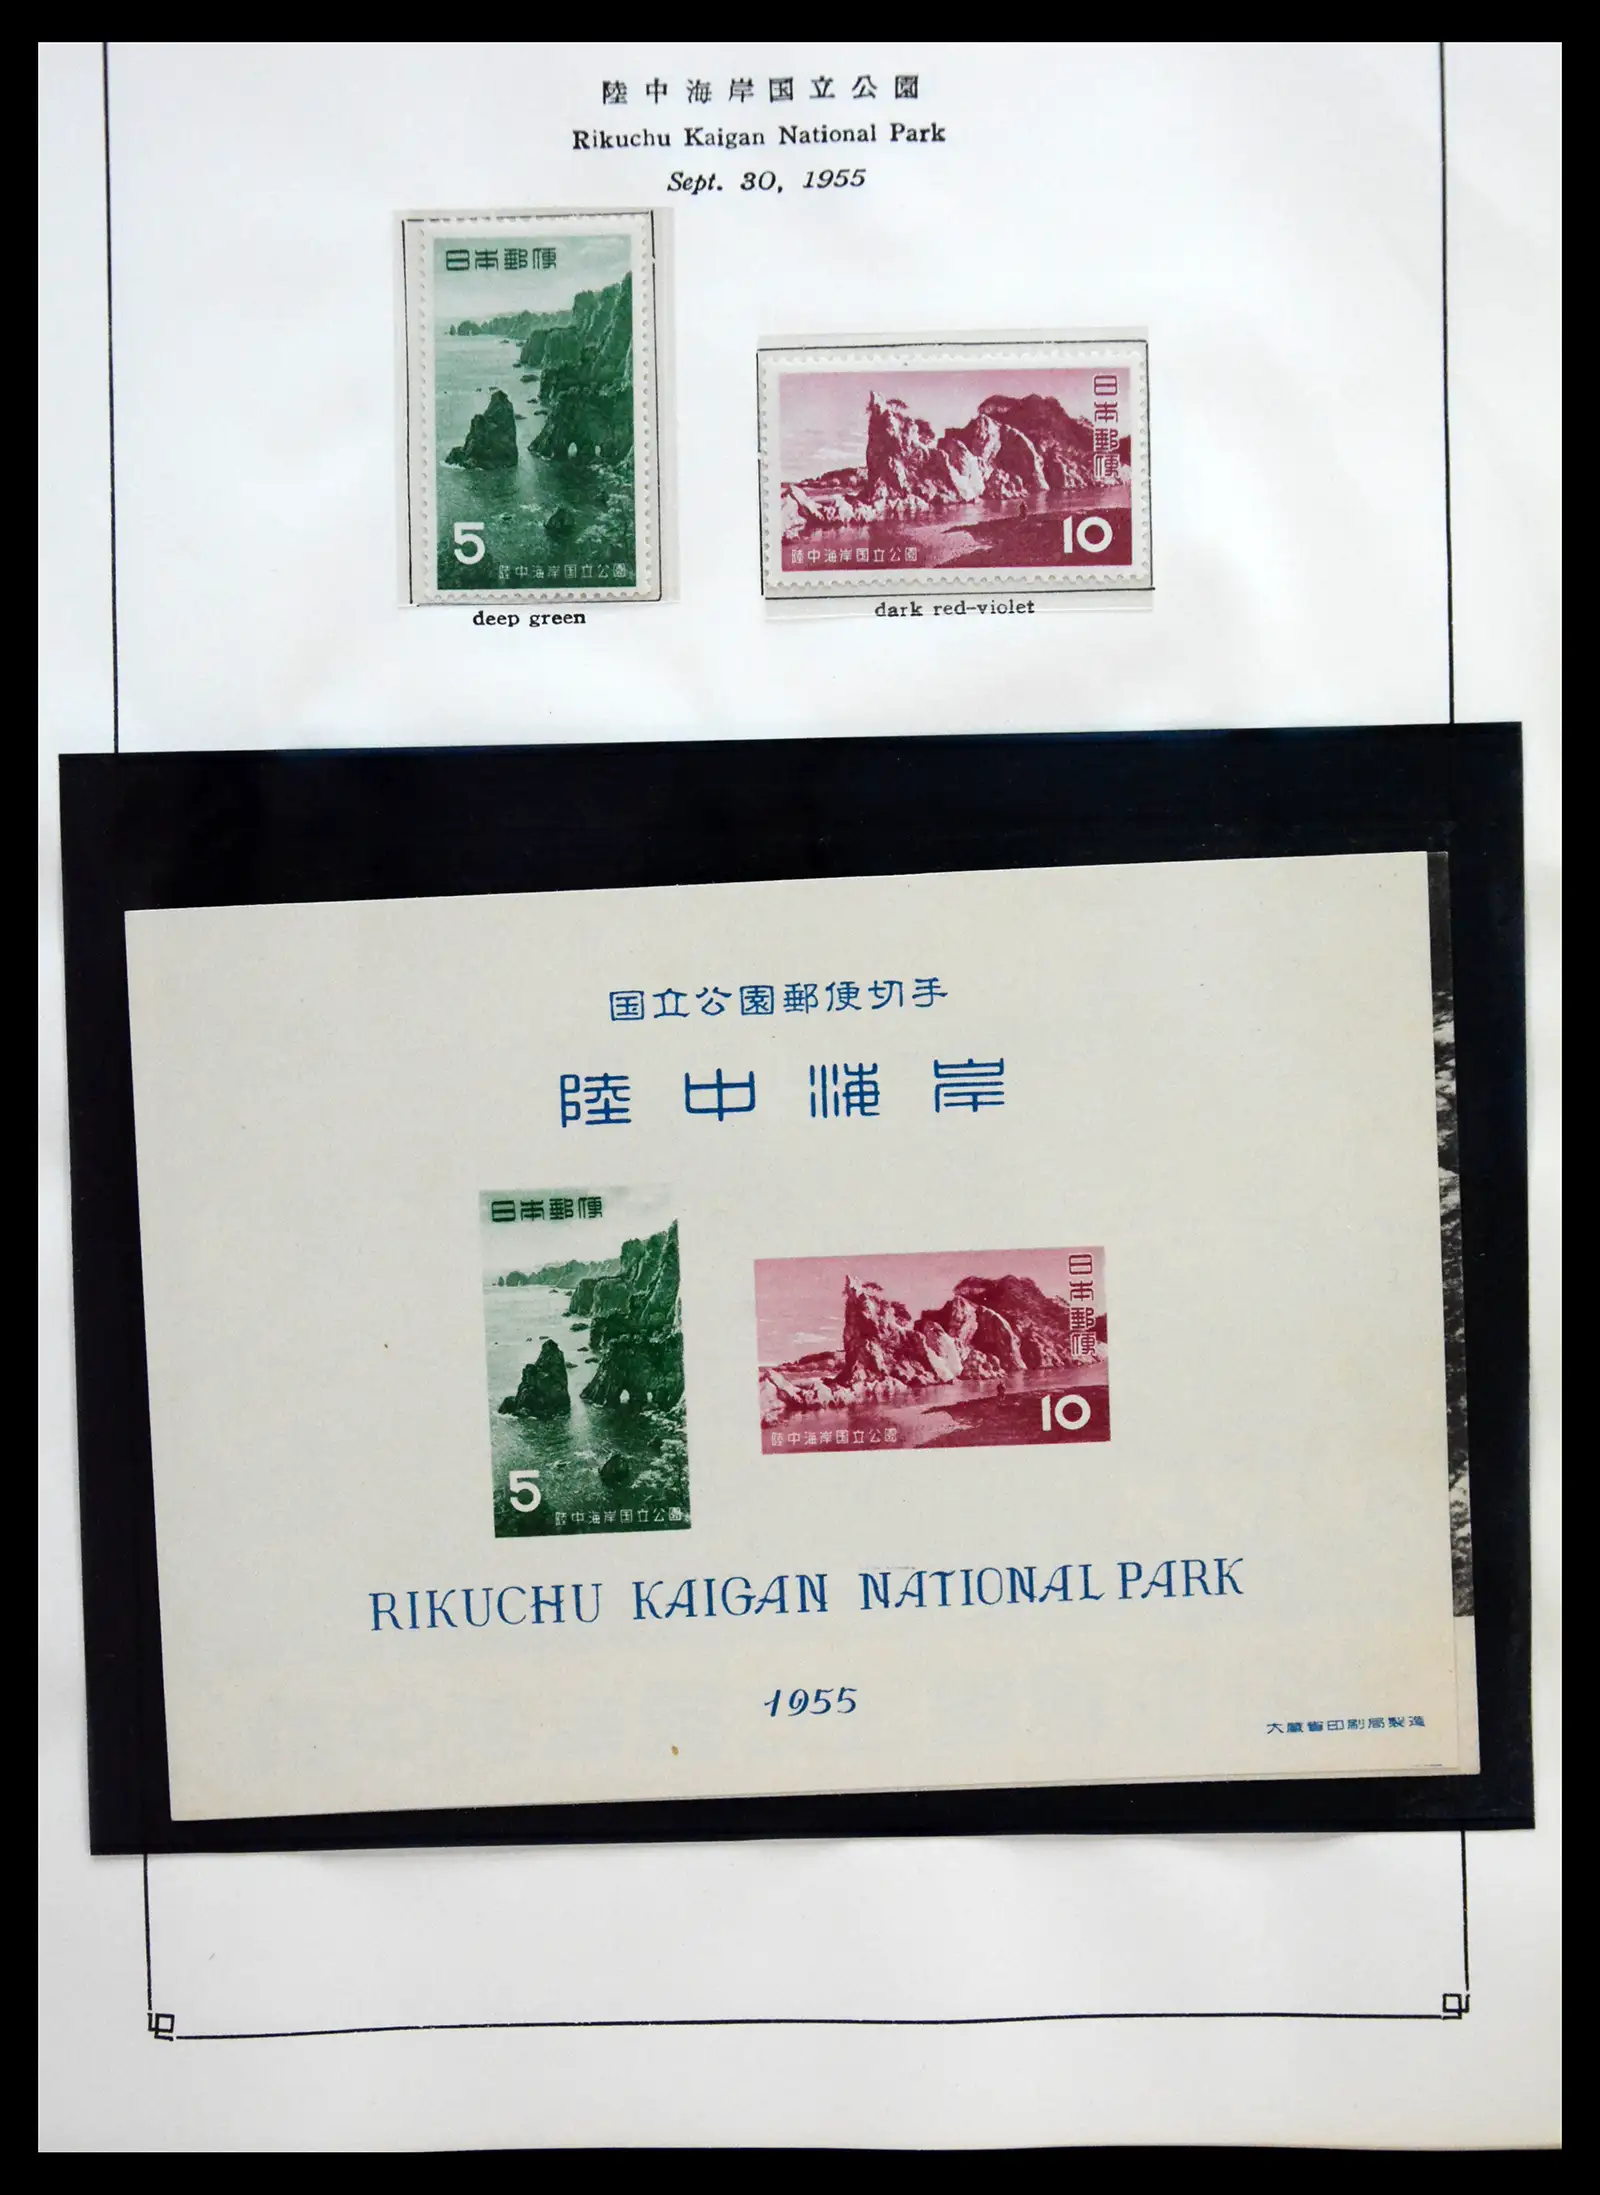 陸中海岸国立公園
Rikuchu Kaigan National Park
Sept. 30, 1955
日本郵便
5
陸中海岸国立公園
deep green
日本郵便
10
陸中海岸国立公園
dark red-violet
国立公園郵便切手
陸中海岸
日本郵便
5
陸中海岸国立公園
日本郵便
10
陸中海岸国立公園
RIKUCHU KAIGAN NATIONAL PARK
1955
大蔵省印刷局製造